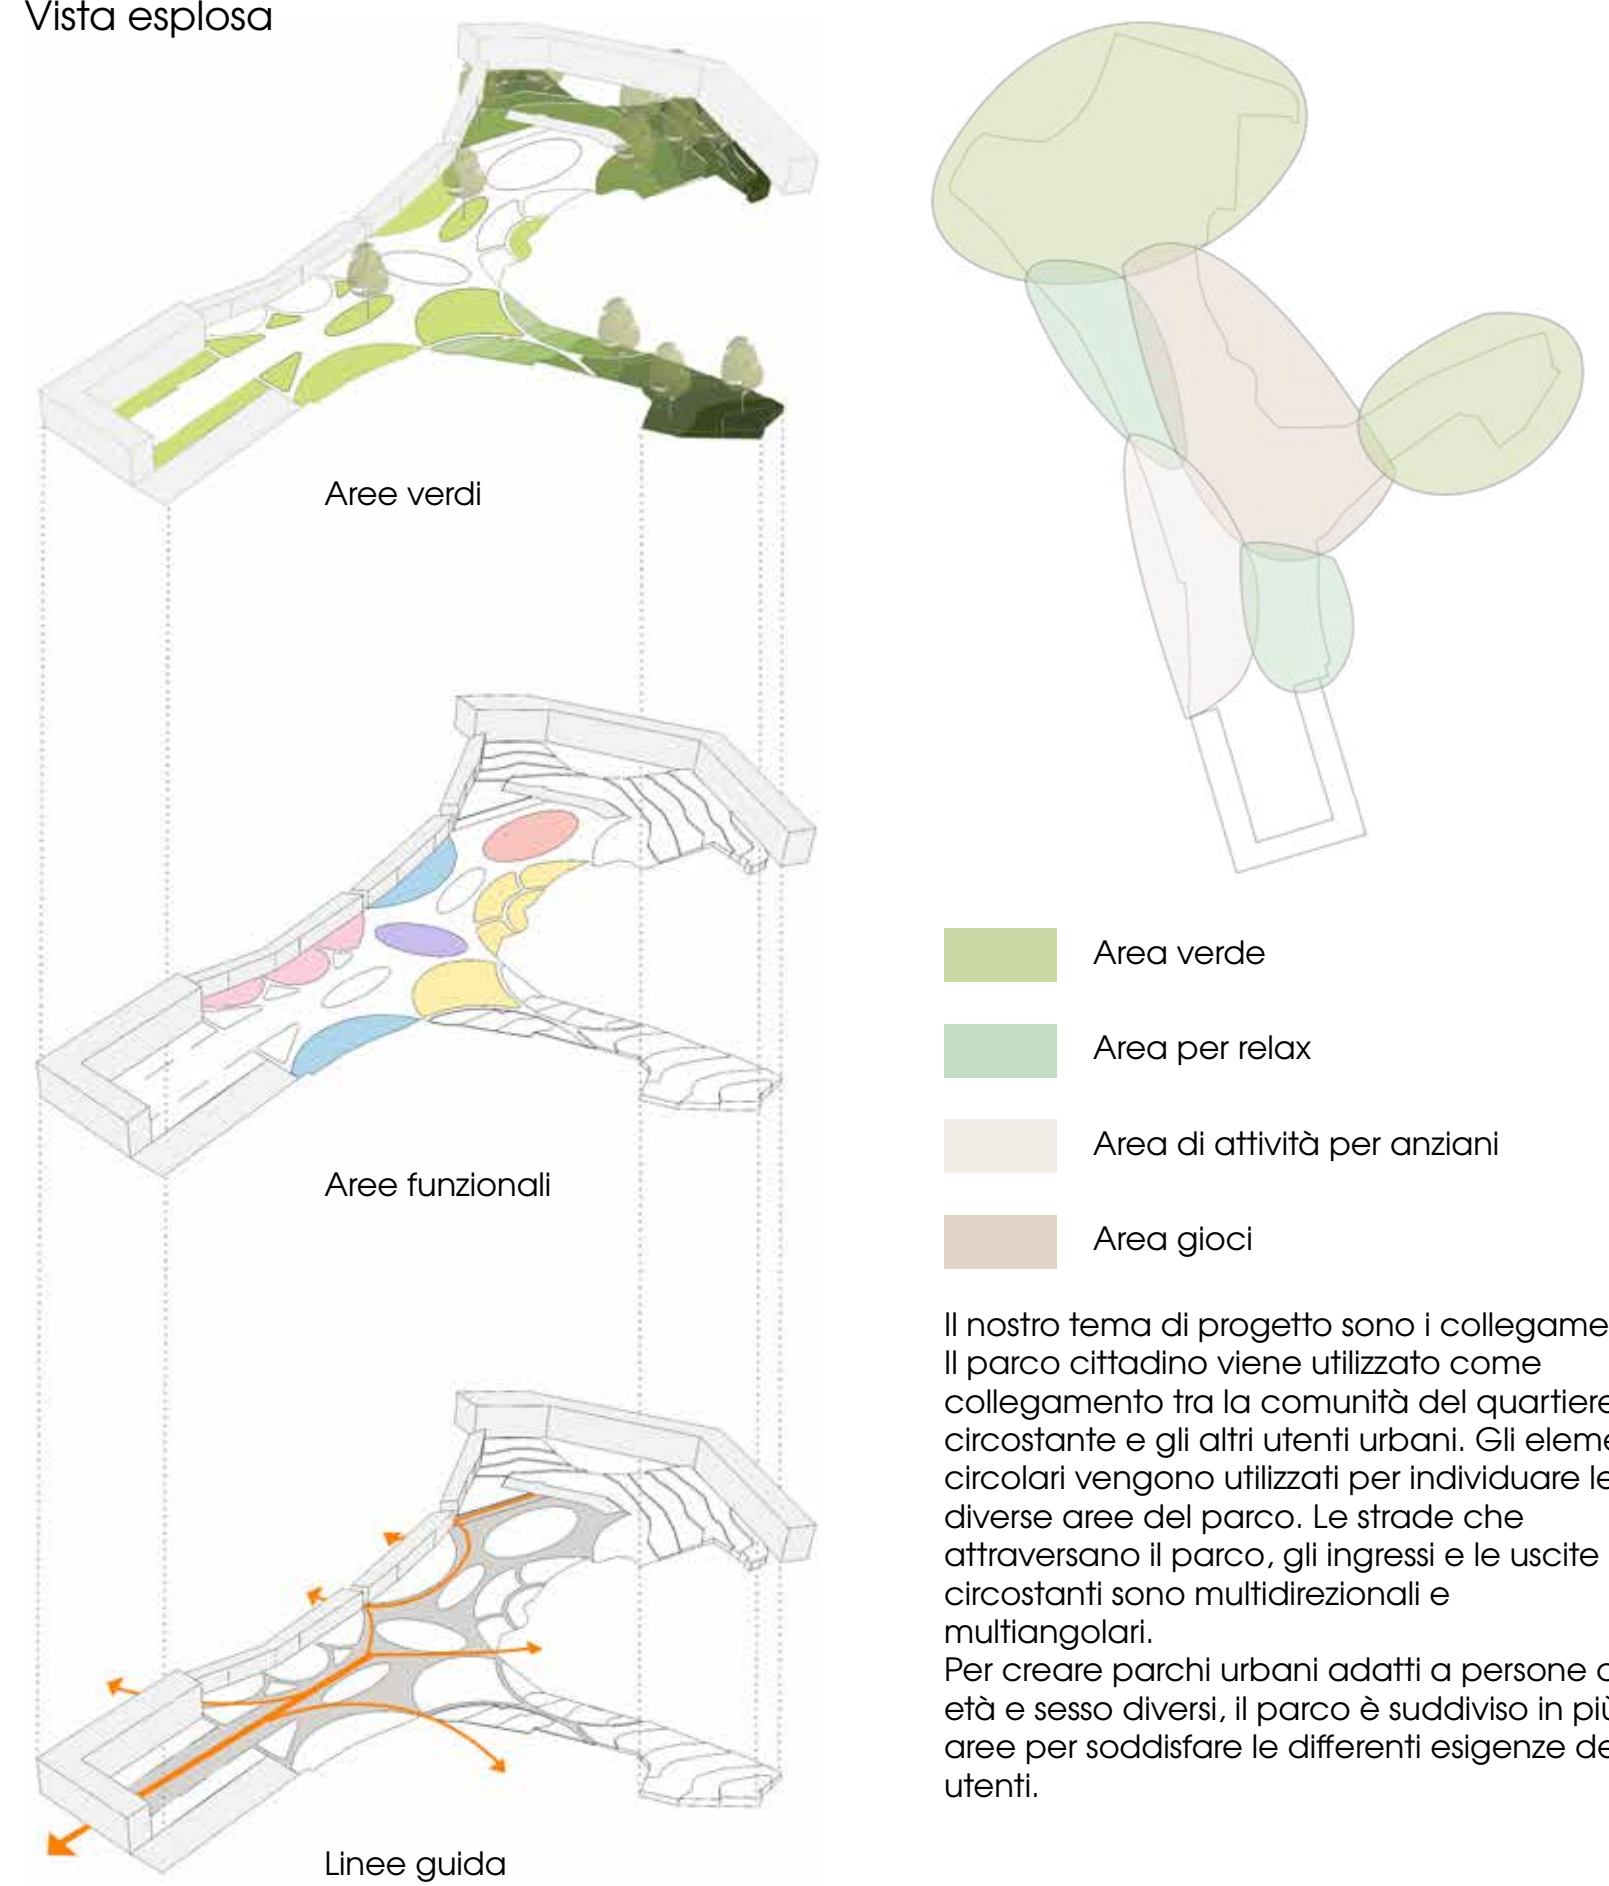 Vista esplosa
Aree verdi
Aree funzionali
Linee guida
Area verde
Area per relax
Area di attività per anziani
Area gioci
Il nostro tema di progetto sono i collegame
Il parco cittadino viene utilizzato come
collegamento tra la comunità del quartiere
circostante e gli altri utenti urbani. Gli eleme
circolari vengono utilizzati per individuare le
diverse aree del parco. Le strade che
attraversano il parco, gli ingressi e le uscite
circostanti sono multidirezionali e
multiangolari.
Per creare parchi urbani adatti a persone
età e sesso diversi, il parco è suddiviso in più
aree per soddisfare le differenti esigenze de
utenti.